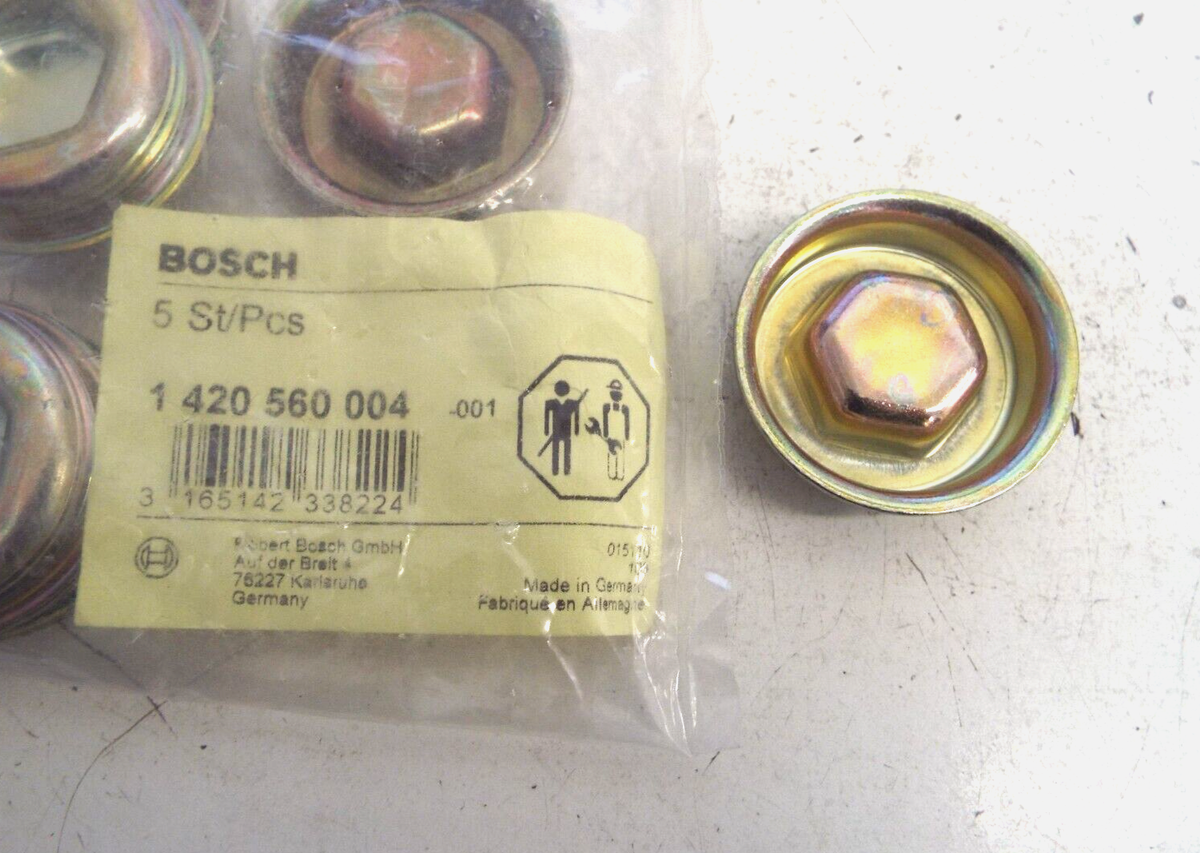 BOSCH
5 St/Pcs
1 420 560 004 -001
3 165142 338224
Robert Bosch GmbH
Auf der Breit 4
76227 Karlsruhe
Germany
Made in Germany
Fabriqué en Allemagne